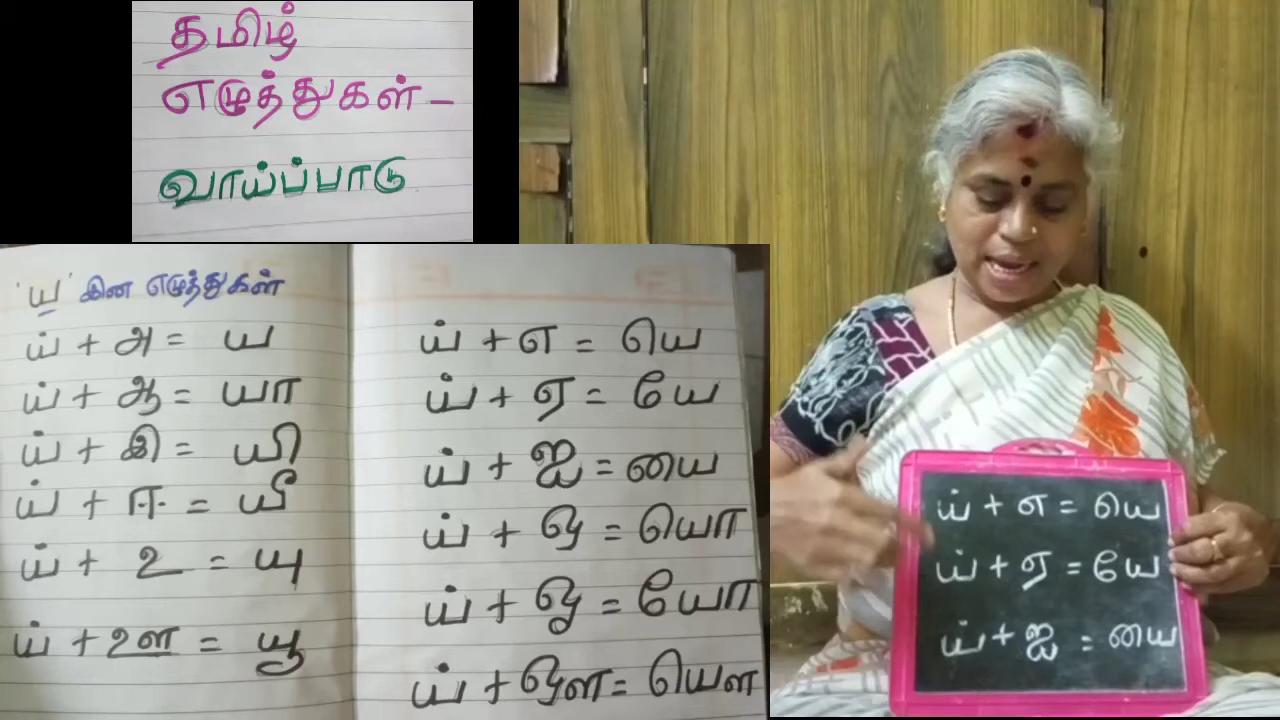 தமிழ்
எழுத்துகள் –
வாய்ப்பாடு
'ய' இன எழுத்துகள்
ய் + அ = ய
ய் + ஆ = யா
ய் + இ = யி
ய் + ஈ = யீ
ய் + உ = யு
ய் + ஊ = யூ
ய் + எ = யெ
ய் + ஏ = யே
ய் + ஐ = யை
ய் + ஒ = யொ
ய் + ஓ = யோ
ய் + ஔ = யௌ
ய் + எ = யெ
ய் + ஏ = யே
ய் + ஐ = யை